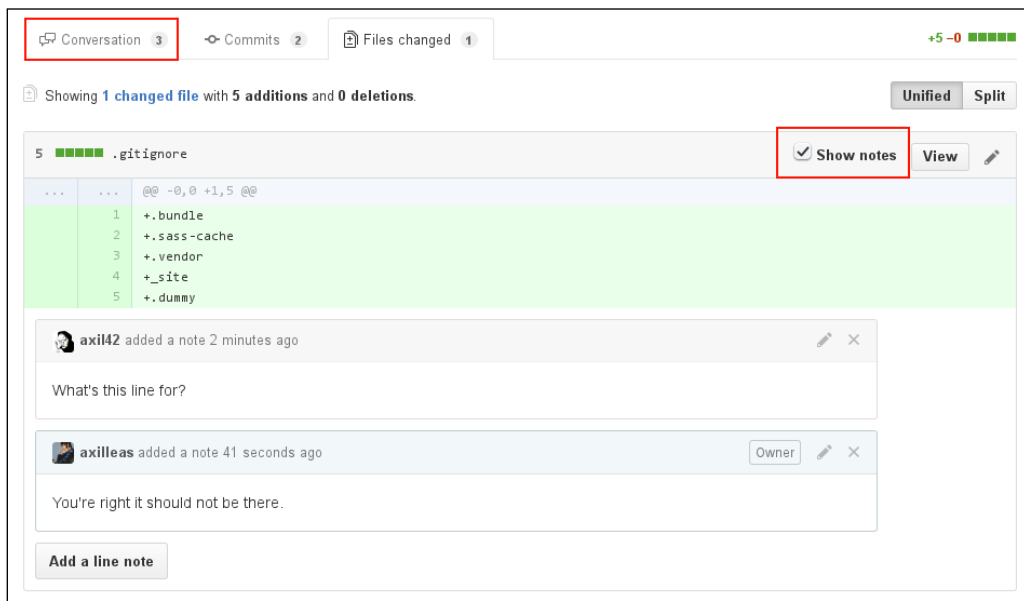 Conversation 3 Commits 2 Files changed 1 +5 −0
Showing 1 changed file with 5 additions and 0 deletions. Unified Split
5 .gitignore Show notes View
... ... @@ -0,0 +1,5 @@
1 +.bundle
2 +.sass-cache
3 +.vendor
4 +_site
5 +.dummy
axil42 added a note 2 minutes ago
What's this line for?
axilleas added a note 41 seconds ago Owner
You're right it should not be there.
Add a line note